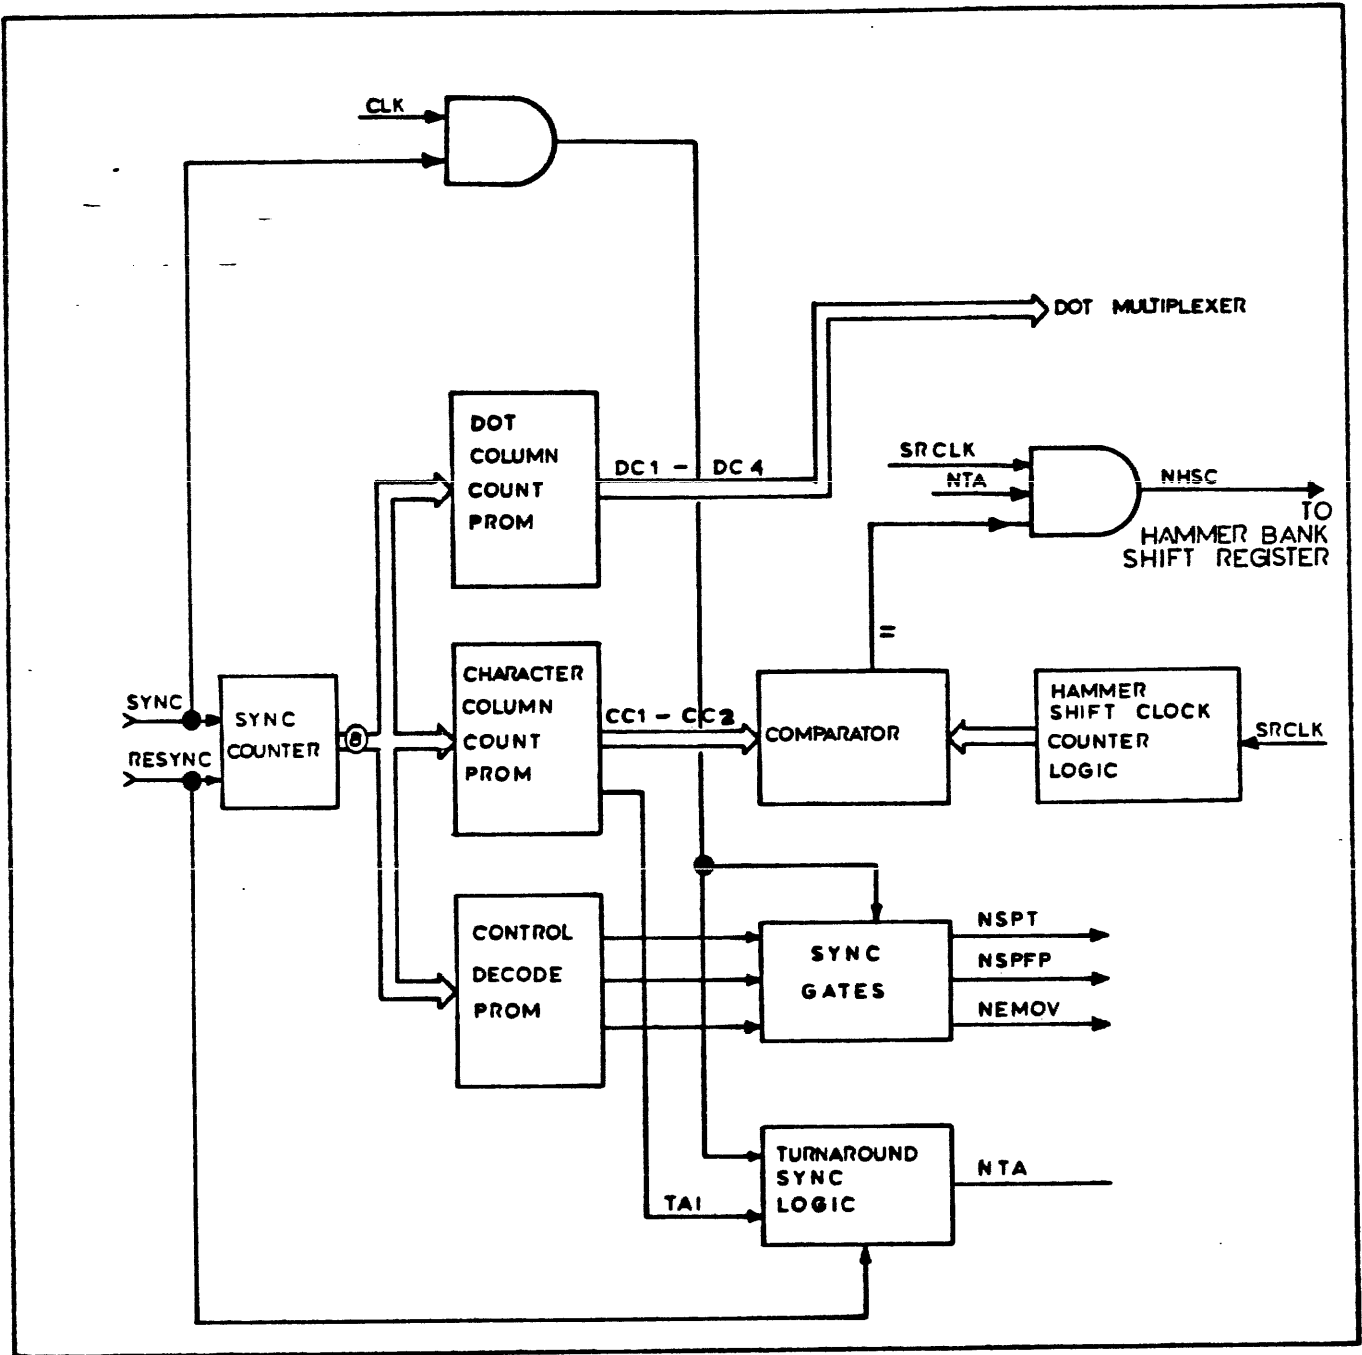 CLK
DOT MULTIPLEXER
DOT
COLUMN
COUNT
PROM
DC1 - DC4
SRCLK
NTA
NHSC
TO
HAMMER BANK
SHIFT REGISTER
=
SYNC
RESYNC
SYNC
COUNTER
8
CHARACTER
COLUMN
COUNT
PROM
CC1 - CC2
COMPARATOR
HAMMER
SHIFT CLOCK
COUNTER
LOGIC
SRCLK
CONTROL
DECODE
PROM
SYNC
GATES
NSPT
NSPFP
NEMOV
TURNAROUND
SYNC
LOGIC
TA1
NTA